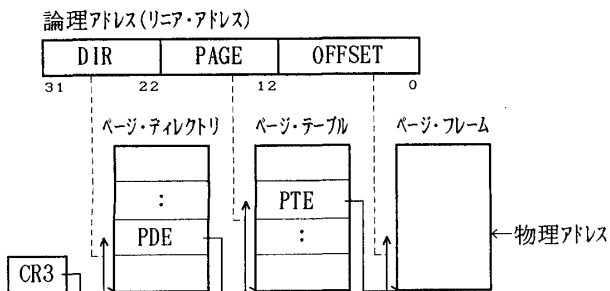 論理アドレス(リニア・アドレス)
DIR PAGE OFFSET
31 22 12 0
ページ・ディレクトリ ページ・テーブル ページ・フレーム
: PTE
PDE : ←物理アドレス
CR3